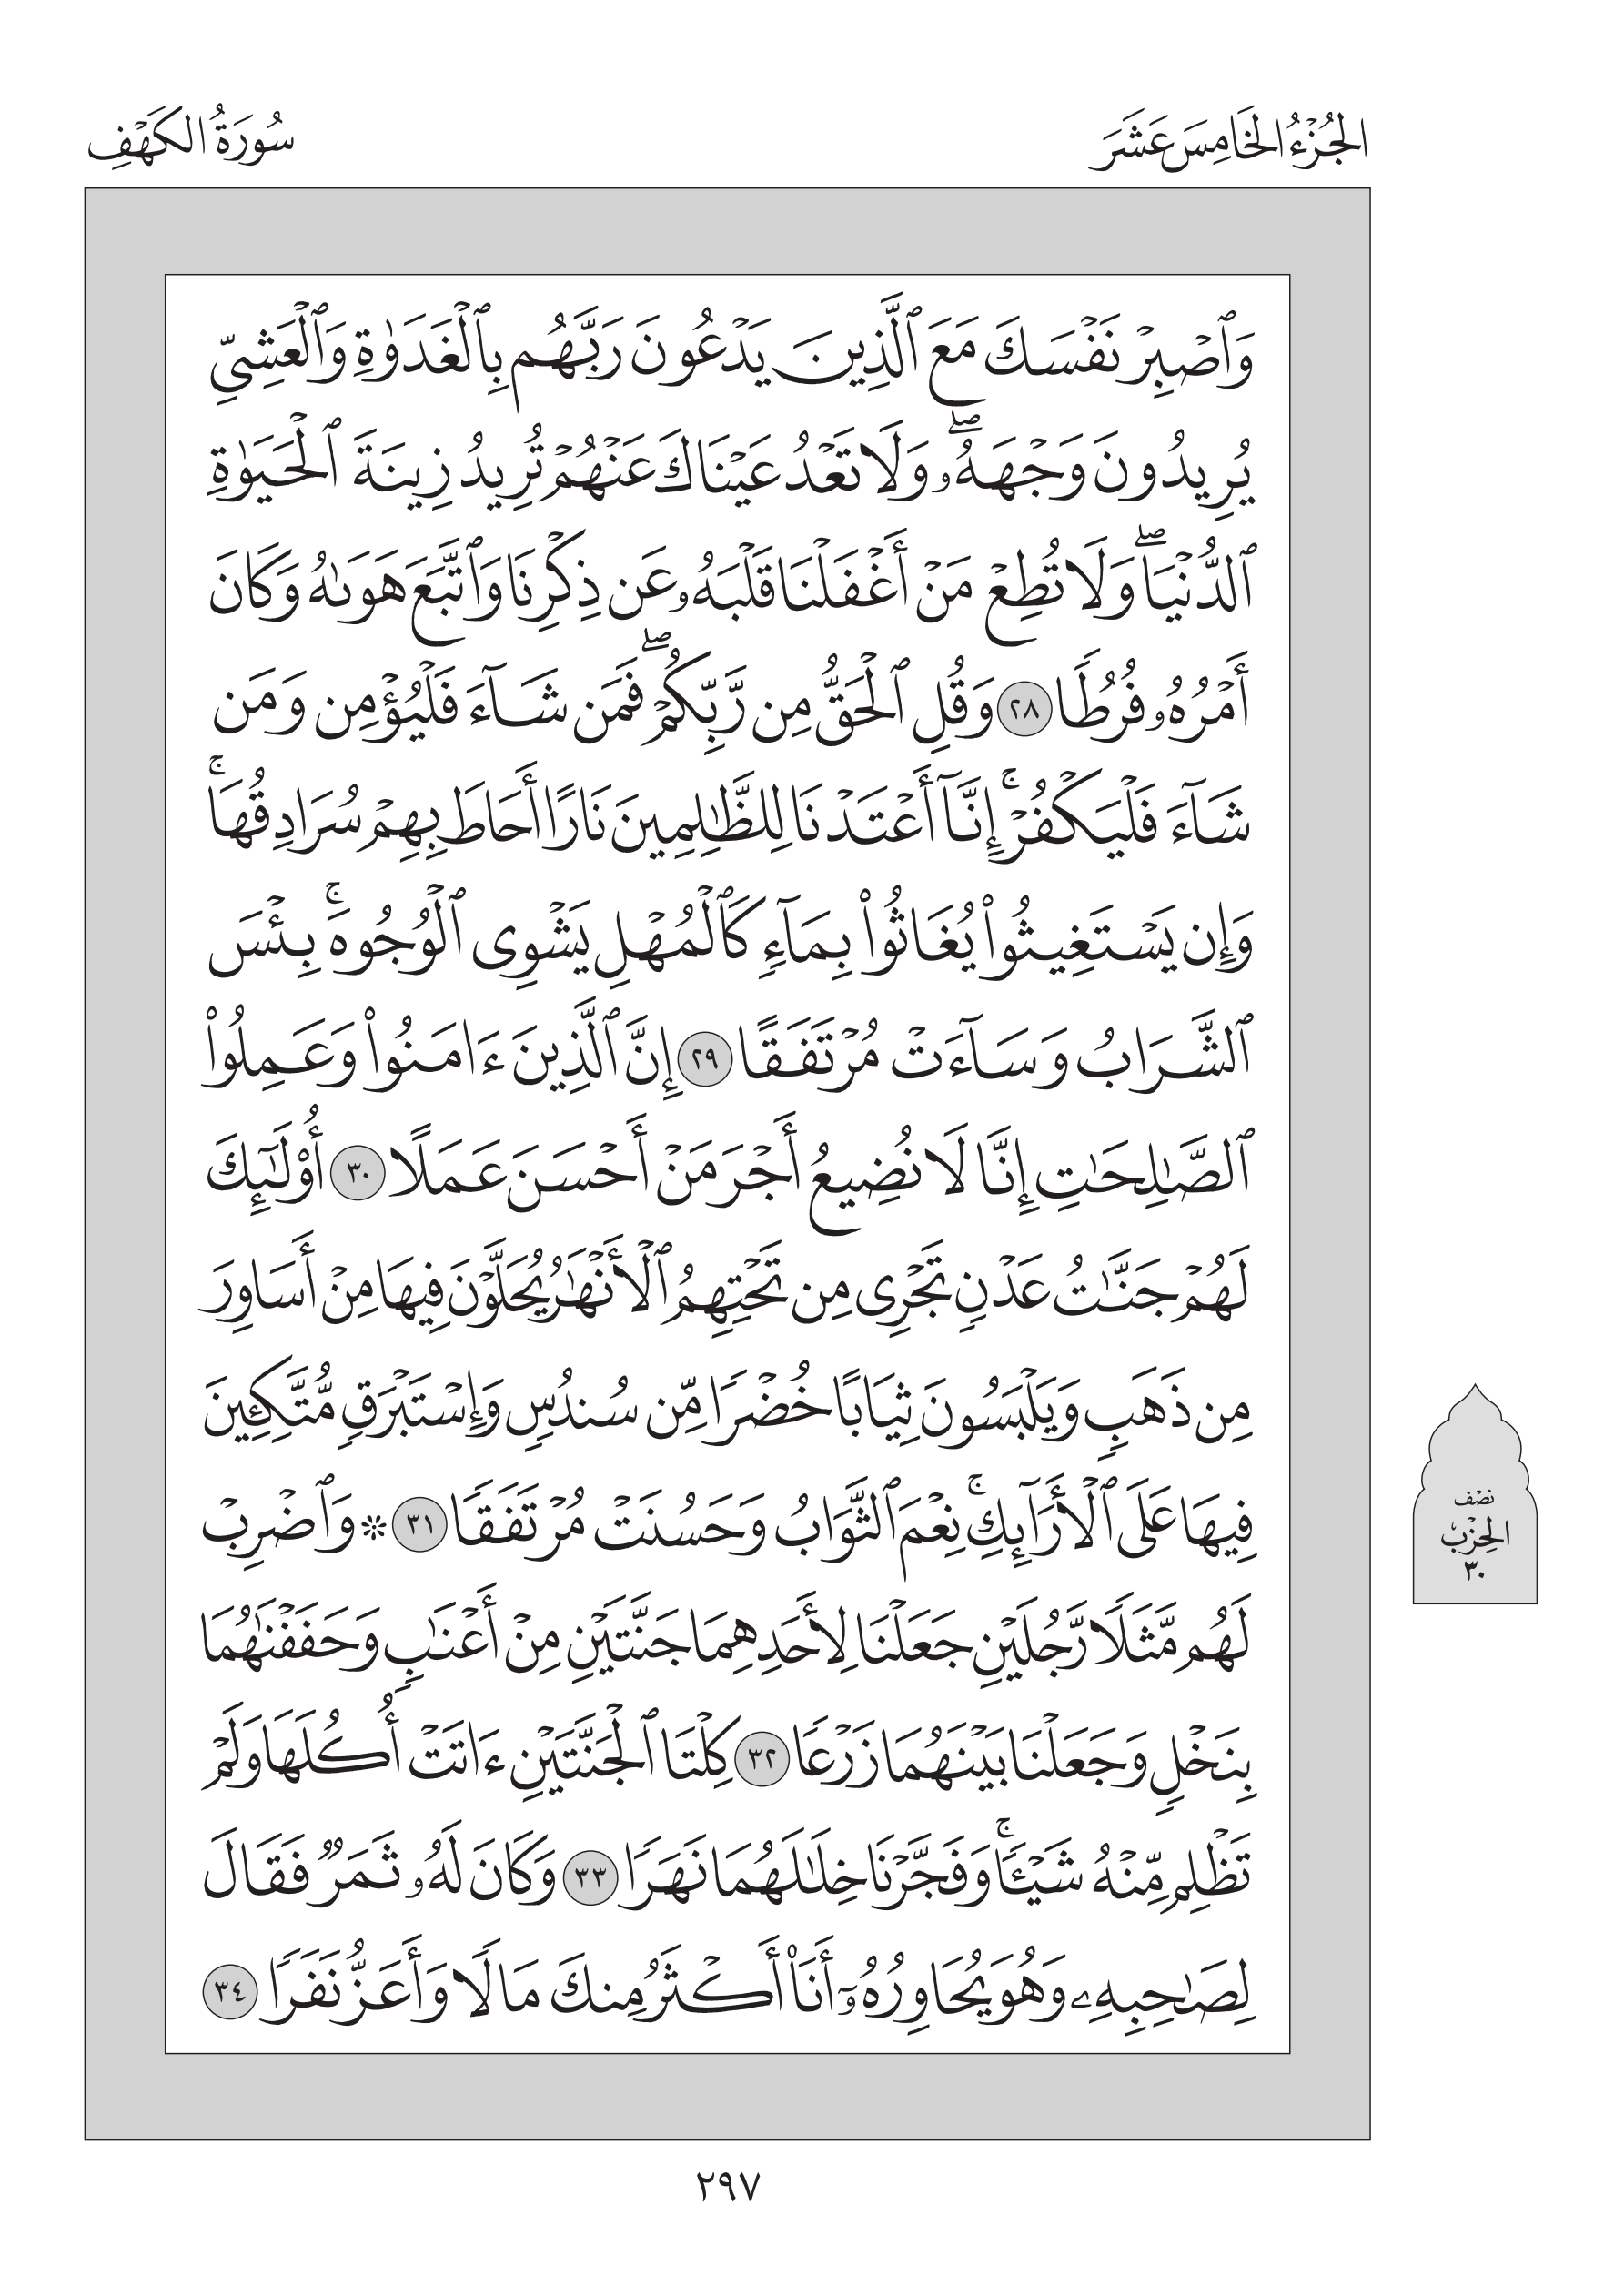 الجُزْءُ الخَامِسَ عَشَرَ
سُورَةُ الكَهْفِ
وَٱصۡبِرۡ نَفۡسَكَ مَعَ ٱلَّذِينَ يَدۡعُونَ رَبَّهُم بِٱلۡغَدَوٰةِ وَٱلۡعَشِيِّ
يُرِيدُونَ وَجۡهَهُۥۖ وَلَا تَعۡدُ عَيۡنَاكَ عَنۡهُمۡ تُرِيدُ زِينَةَ ٱلۡحَيَوٰةِ
ٱلدُّنۡيَاۖ وَلَا تُطِعۡ مَنۡ أَغۡفَلۡنَا قَلۡبَهُۥ عَن ذِكۡرِنَا وَٱتَّبَعَ هَوَىٰهُ وَكَانَ
أَمۡرُهُۥ فُرُطٗا ٢٨ وَقُلِ ٱلۡحَقُّ مِن رَّبِّكُمۡۖ فَمَن شَآءَ فَلۡيُؤۡمِن وَمَن
شَآءَ فَلۡيَكۡفُرۡۚ إِنَّآ أَعۡتَدۡنَا لِلظَّٰلِمِينَ نَارًا أَحَاطَ بِهِمۡ سُرَادِقُهَاۚ
وَإِن يَسۡتَغِيثُواْ يُغَاثُواْ بِمَآءٖ كَٱلۡمُهۡلِ يَشۡوِي ٱلۡوُجُوهَۚ بِئۡسَ
ٱلشَّرَابُ وَسَآءَتۡ مُرۡتَفَقًا ٢٩ إِنَّ ٱلَّذِينَ ءَامَنُواْ وَعَمِلُواْ
ٱلصَّٰلِحَٰتِ إِنَّا لَا نُضِيعُ أَجۡرَ مَنۡ أَحۡسَنَ عَمَلًا ٣٠ أُوْلَٰٓئِكَ
لَهُمۡ جَنَّٰتُ عَدۡنٖ تَجۡرِي مِن تَحۡتِهِمُ ٱلۡأَنۡهَٰرُ يُحَلَّوۡنَ فِيهَا مِنۡ أَسَاوِرَ
مِن ذَهَبٖ وَيَلۡبَسُونَ ثِيَابًا خُضۡرٗا مِّن سُندُسٖ وَإِسۡتَبۡرَقٖ مُّتَّكِـِٔينَ
فِيهَا عَلَى ٱلۡأَرَآئِكِۚ نِعۡمَ ٱلثَّوَابُ وَحَسُنَتۡ مُرۡتَفَقٗا ٣١ ۞ وَٱضۡرِبۡ
لَهُم مَّثَلٗا رَّجُلَيۡنِ جَعَلۡنَا لِأَحَدِهِمَا جَنَّتَيۡنِ مِنۡ أَعۡنَٰبٖ وَحَفَفۡنَٰهُمَا
بِنَخۡلٖ وَجَعَلۡنَا بَيۡنَهُمَا زَرۡعٗا ٣٢ كِلۡتَا ٱلۡجَنَّتَيۡنِ ءَاتَتۡ أُكُلَهَا وَلَمۡ
تَظۡلِم مِّنۡهُ شَيۡـٔٗاۚ وَفَجَّرۡنَا خِلَٰلَهُمَا نَهَرٗا ٣٣ وَكَانَ لَهُۥ ثَمَرٞ فَقَالَ
لِصَٰحِبِهِۦ وَهُوَ يُحَاوِرُهُۥٓ أَنَا۠ أَكۡثَرُ مِنكَ مَالٗا وَأَعَزُّ نَفَرٗا ٣٤
نصْف
الحِزْبْ
٣٠
٢٩٧